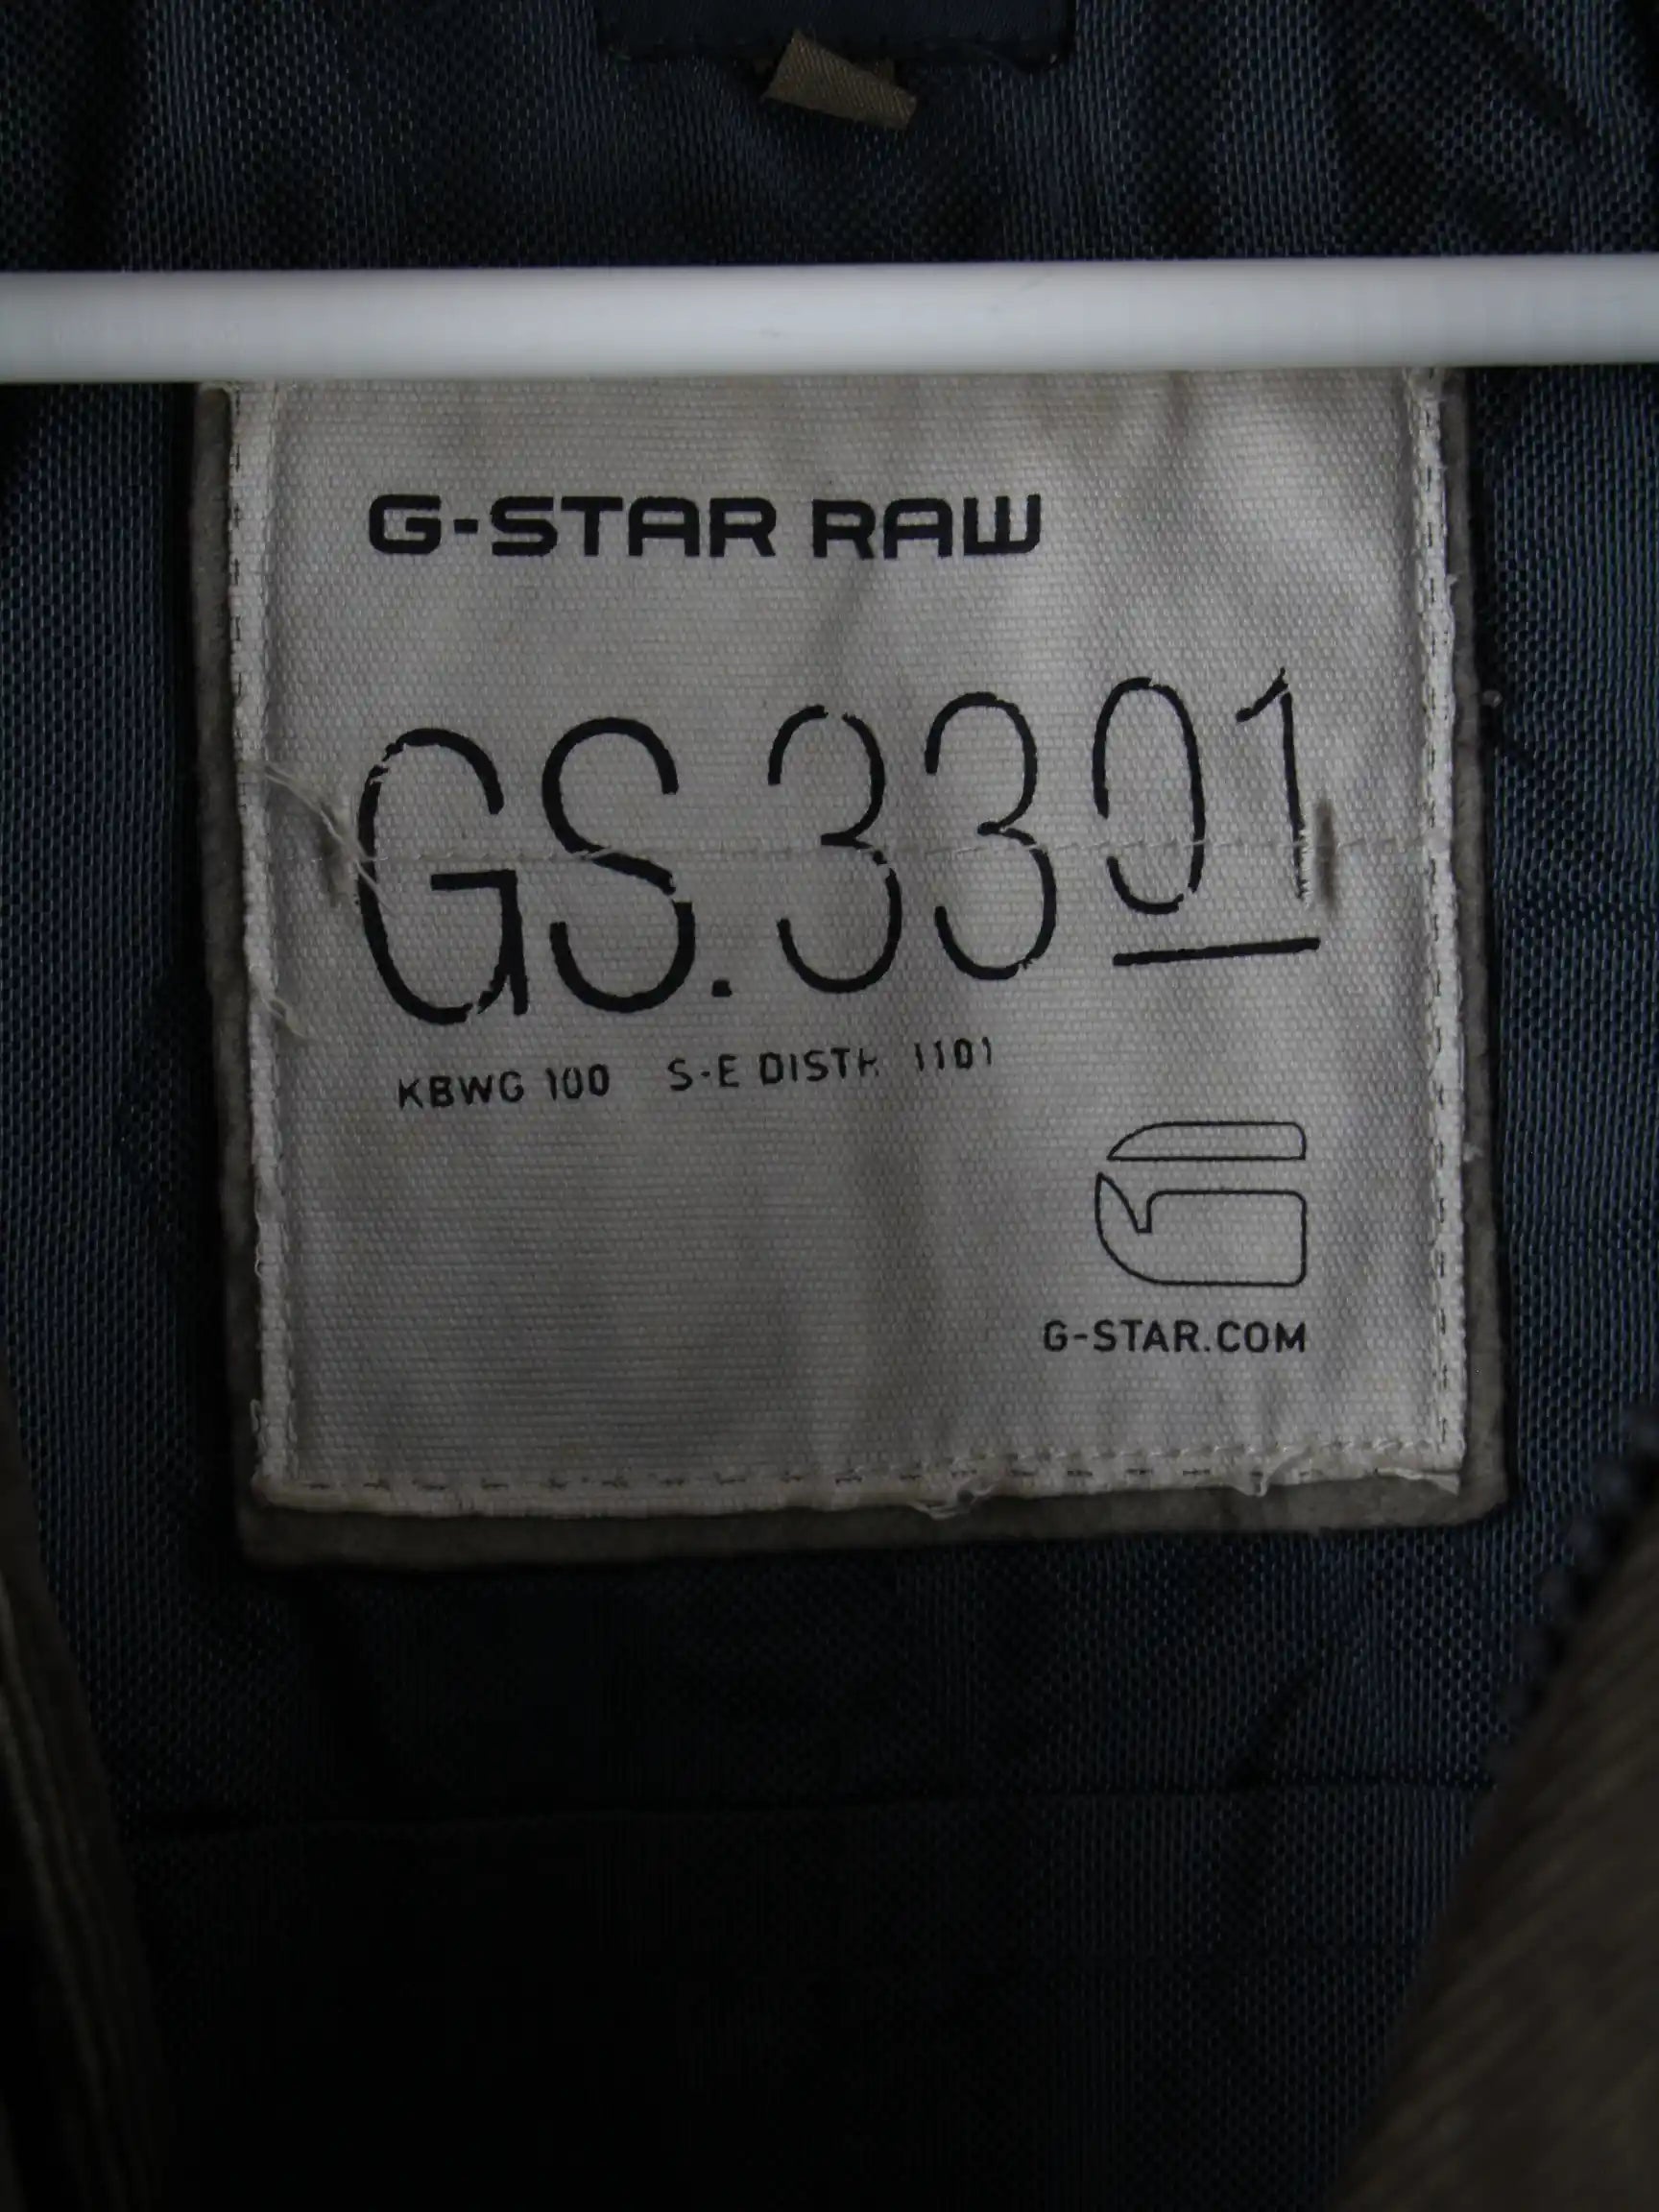 G-STAR RAW
GS.3301
KBWG 100 S-E DISTR. 1101
G-STAR.COM